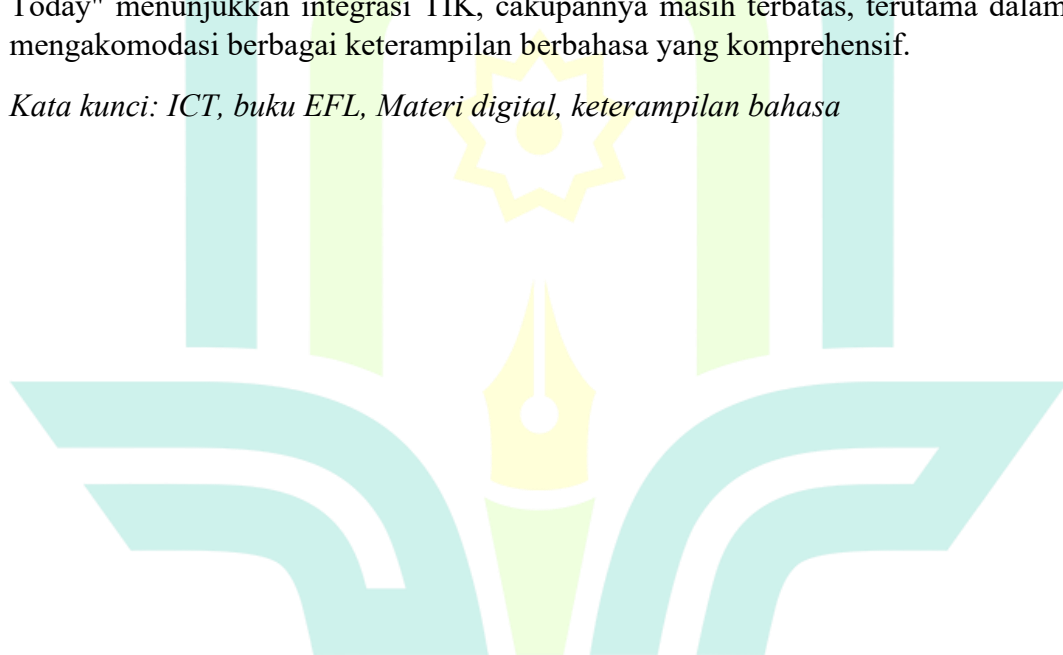 Today" menunjukkan integrasi TIK, cakupannya masih terbatas, terutama dalam
mengakomodasi berbagai keterampilan berbahasa yang komprehensif.
Kata kunci: ICT, buku EFL, Materi digital, keterampilan bahasa